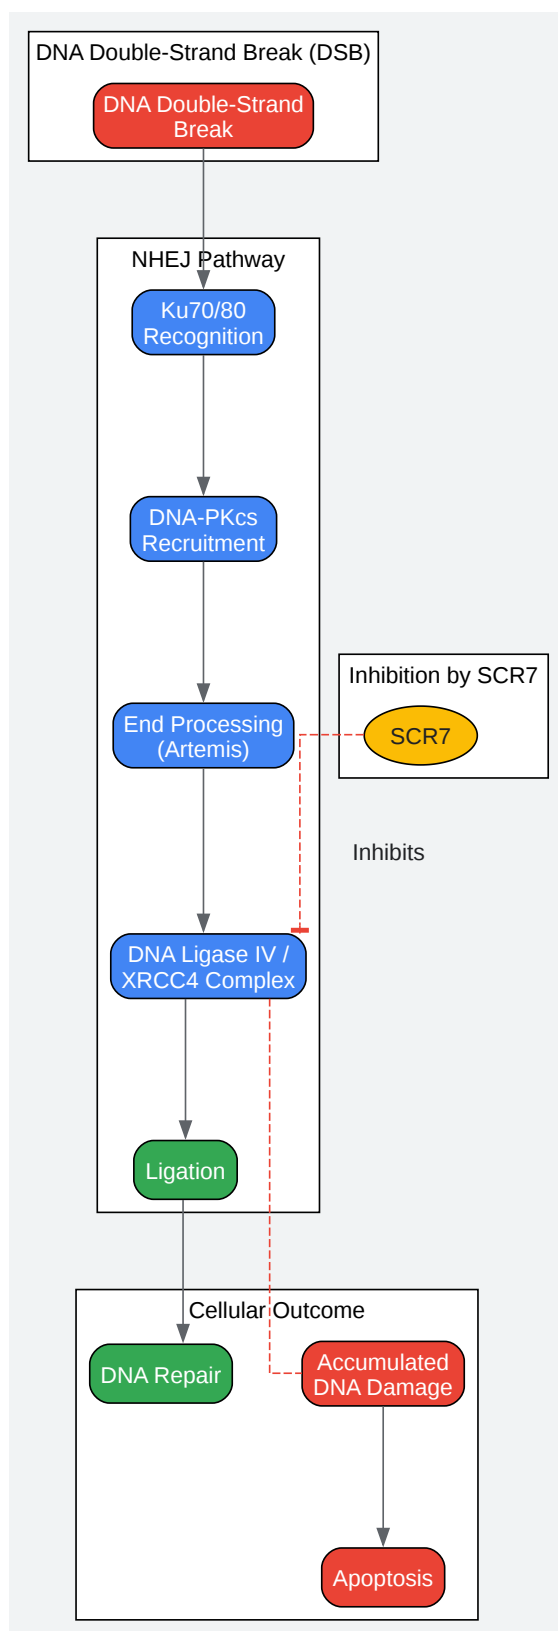 DNA Double-Strand Break (DSB)
DNA Double-Strand
Break
NHEJ Pathway
Ku70/80
Recognition
DNA-PKcs
Recruitment
Inhibition by SCR7
End Processing
(Artemis)
SCR7
Inhibits
DNA Ligase IV /
XRCC4 Complex
Ligation
Cellular Outcome
DNA Repair
Accumulated
DNA Damage
Apoptosis